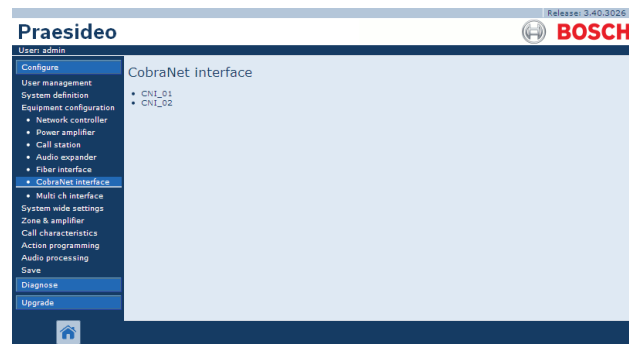 Release: 3.40.3026
Praesideo
BOSCH
User: admin
Configure
User management
System definition
Equipment configuration
• Network controller
• Power amplifier
• Call station
• Audio expander
• Fiber interface
• CobraNet interface
• Multi ch interface
System wide settings
Zone & amplifier
Call characteristics
Action programming
Audio processing
Save
Diagnose
Upgrade
CobraNet interface
• CNI_01
• CNI_02